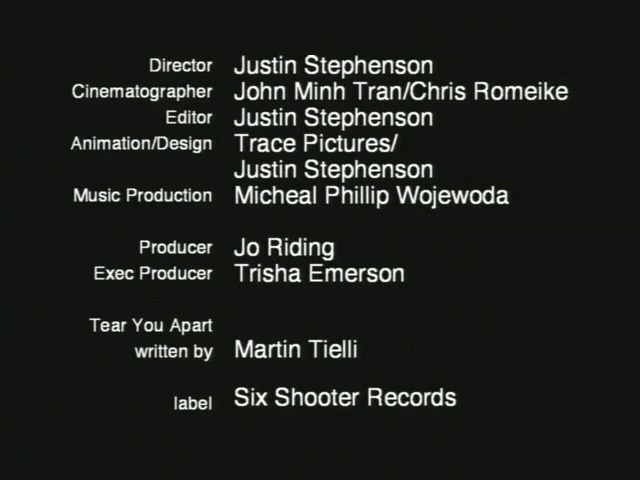 Director Justin Stephenson
Cinematographer John Minh Tran/Chris Romeike
Editor Justin Stephenson
Animation/Design Trace Pictures/
Justin Stephenson
Music Production Micheal Phillip Wojewoda
Producer Jo Riding
Exec Producer Trisha Emerson
Tear You Apart
written by Martin Tielli
label Six Shooter Records